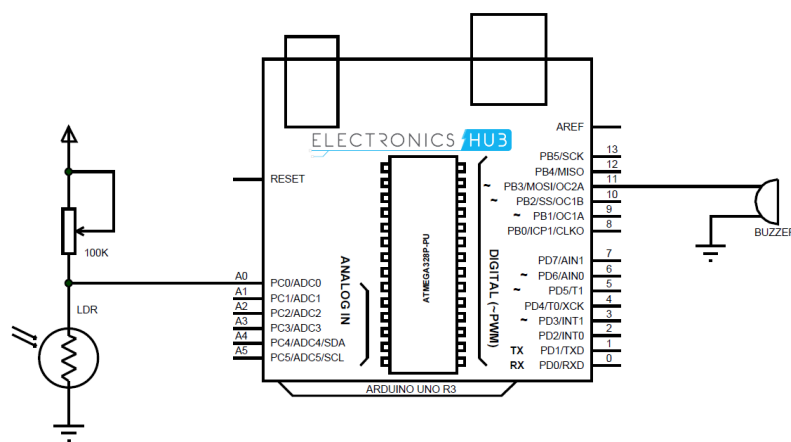 ELECTRONICS HUB
AREF
RESET
PB5/SCK 13
PB4/MISO 12
~ PB3/MOSI/OC2A 11
~ PB2/SS/OC1B 10
~ PB1/OC1A 9
PB0/ICP1/CLKO 8
BUZZER
100K
LDR
A0 PC0/ADC0
A1 PC1/ADC1
A2 PC2/ADC2
A3 PC3/ADC3
A4 PC4/ADC4/SDA
A5 PC5/ADC5/SCL
ANALOG IN
ATMEGA328P-PU
DIGITAL (~PWM)
PD7/AIN1 7
~ PD6/AIN0 6
~ PD5/T1 5
PD4/T0/XCK 4
~ PD3/INT1 3
PD2/INT0 2
TX PD1/TXD 1
RX PD0/RXD 0
ARDUINO UNO R3